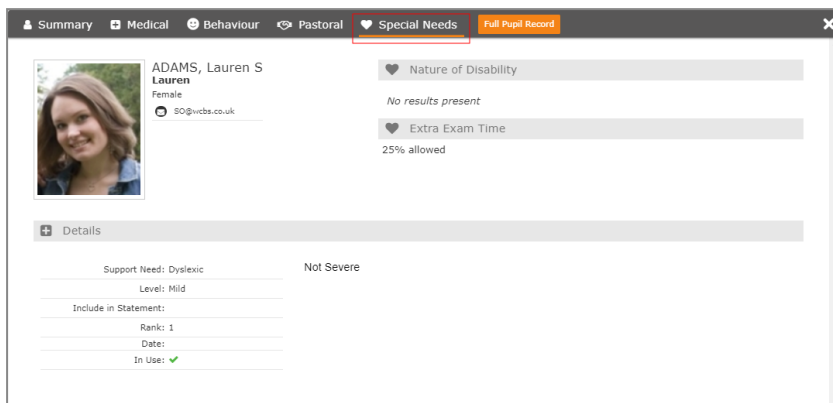 Summary Medical Behaviour Pastoral Special Needs Full Pupil Record
ADAMS, Lauren S
Lauren
Female
SO@wcbs.co.uk
Nature of Disability
No results present
Extra Exam Time
25% allowed
Details
Support Need: Dyslexic
Not Severe
Level: Mild
Include in Statement:
Rank: 1
Date:
In Use: